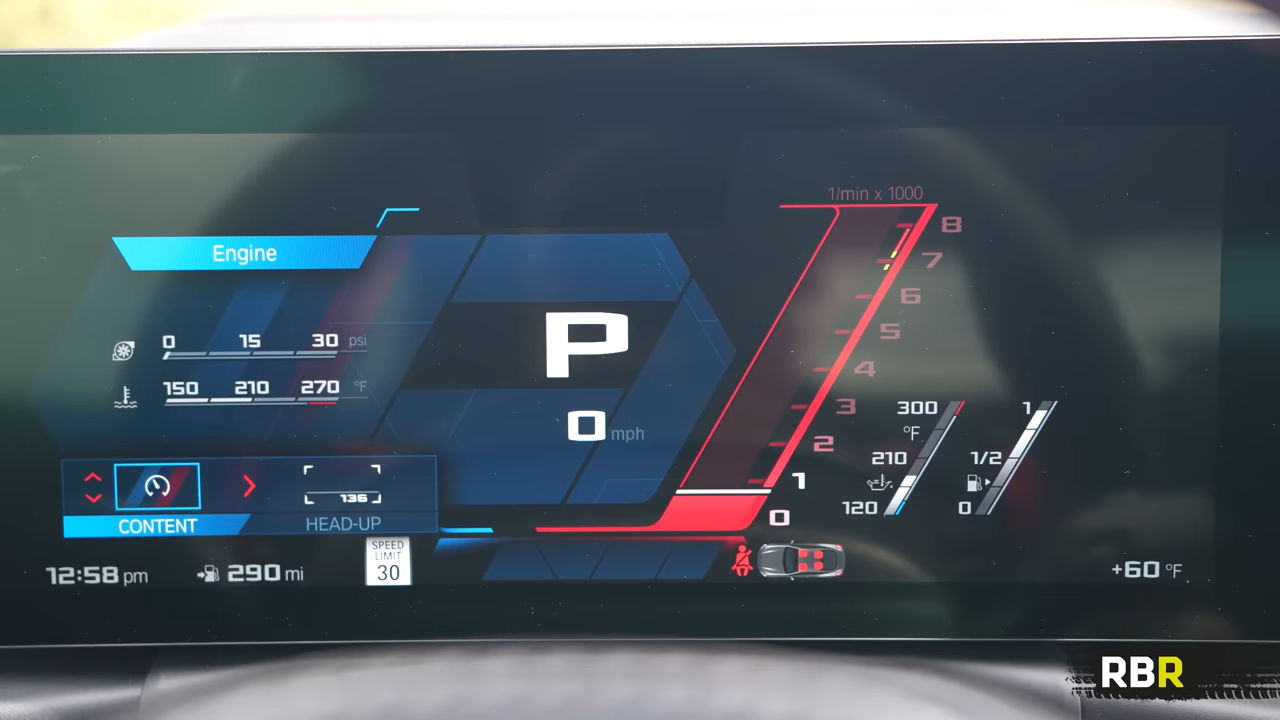 1/min x 1000
8
Engine
7
6
5
0 15 30 psi
P
4
150 210 270 °F
3
300
1
0 mph
°F
2
210
1/2
136
1
120
0
CONTENT
HEAD-UP
0
SPEED
LIMIT
30
12:58 pm
290 mi
+60 °F
RBR